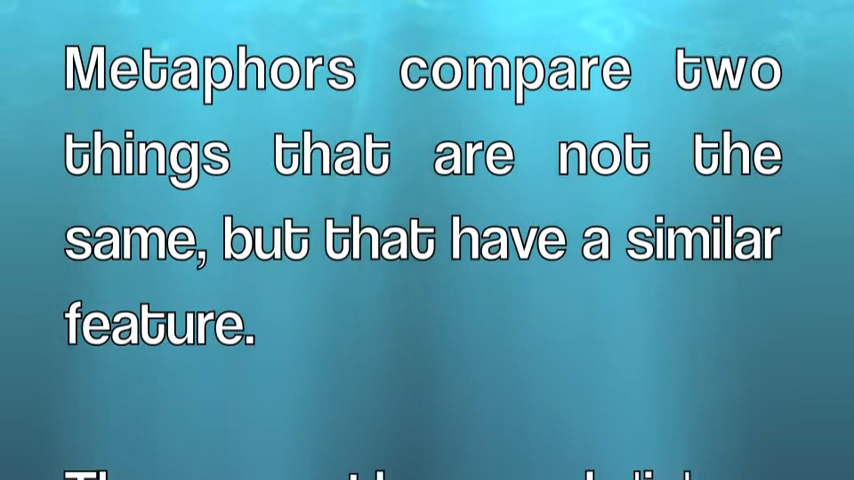 Metaphors compare two
things that are not the
same, but that have a similar
feature.